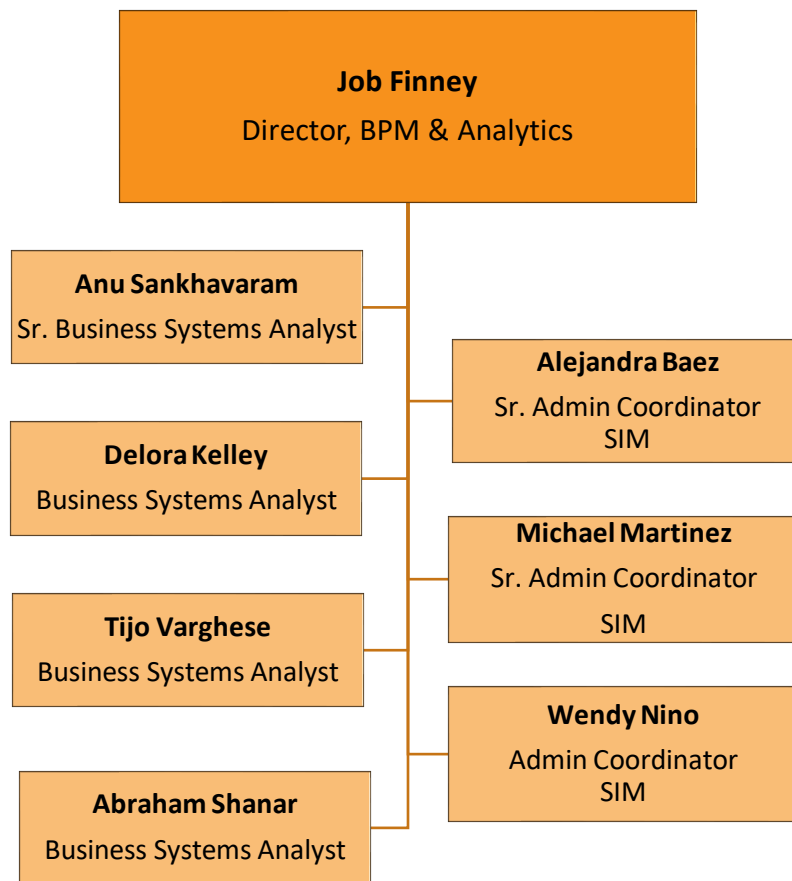 Job Finney
Director, BPM & Analytics
Anu Sankhavaram
Sr. Business Systems Analyst
Delora Kelley
Business Systems Analyst
Tijo Varghese
Business Systems Analyst
Abraham Shanar
Business Systems Analyst
Alejandra Baez
Sr. Admin Coordinator
SIM
Michael Martinez
Sr. Admin Coordinator
SIM
Wendy Nino
Admin Coordinator
SIM